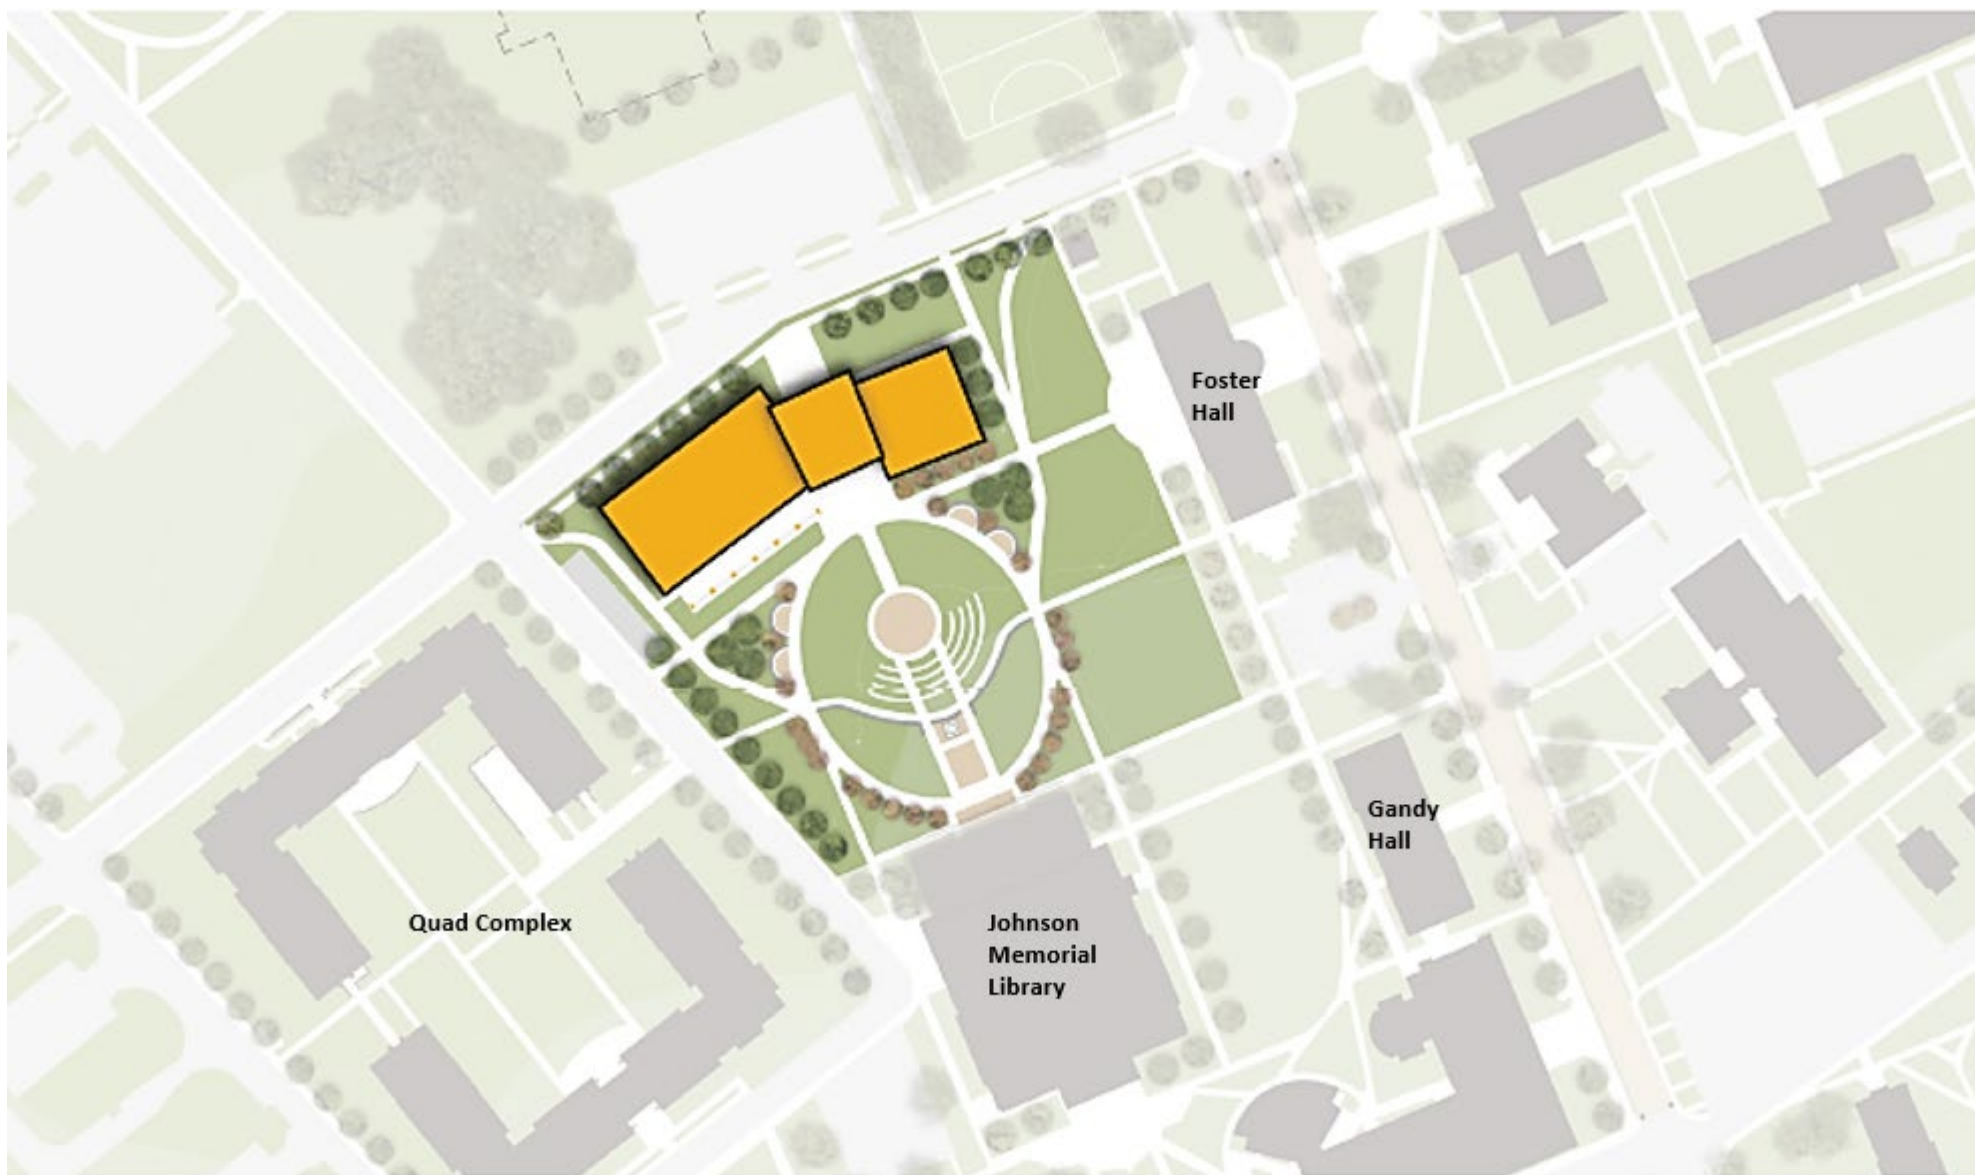 Foster
Hall
Gandy
Hall
Quad Complex
Johnson
Memorial
Library